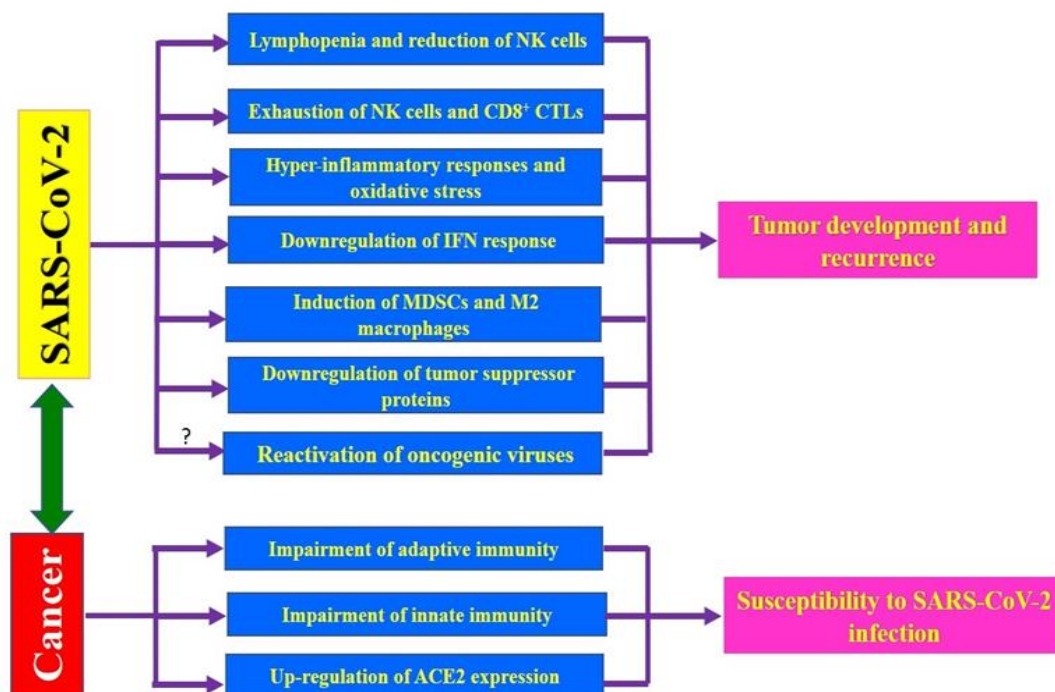 SARS-CoV-2
Lymphopenia and reduction of NK cells
Exhaustion of NK cells and CD8⁺ CTLs
Hyper-inflammatory responses and
oxidative stress
Downregulation of IFN response
Induction of MDSCs and M2
macrophages
Downregulation of tumor suppressor
proteins
?
Reactivation of oncogenic viruses
Tumor development and
recurrence
Cancer
Impairment of adaptive immunity
Impairment of innate immunity
Up-regulation of ACE2 expression
Susceptibility to SARS-CoV-2
infection